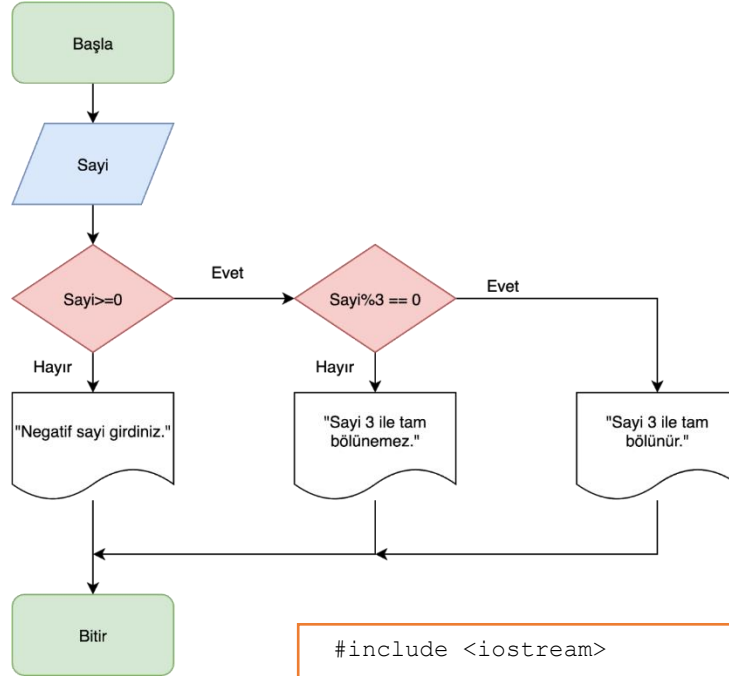 Başla
Sayi
Sayi>=0
Evet
Sayi%3 == 0
Evet
Hayır
Hayır
"Negatif sayi girdiniz."
"Sayi 3 ile tam
bölünemez."
"Sayi 3 ile tam
bölünür."
Bitir
#include <iostream>